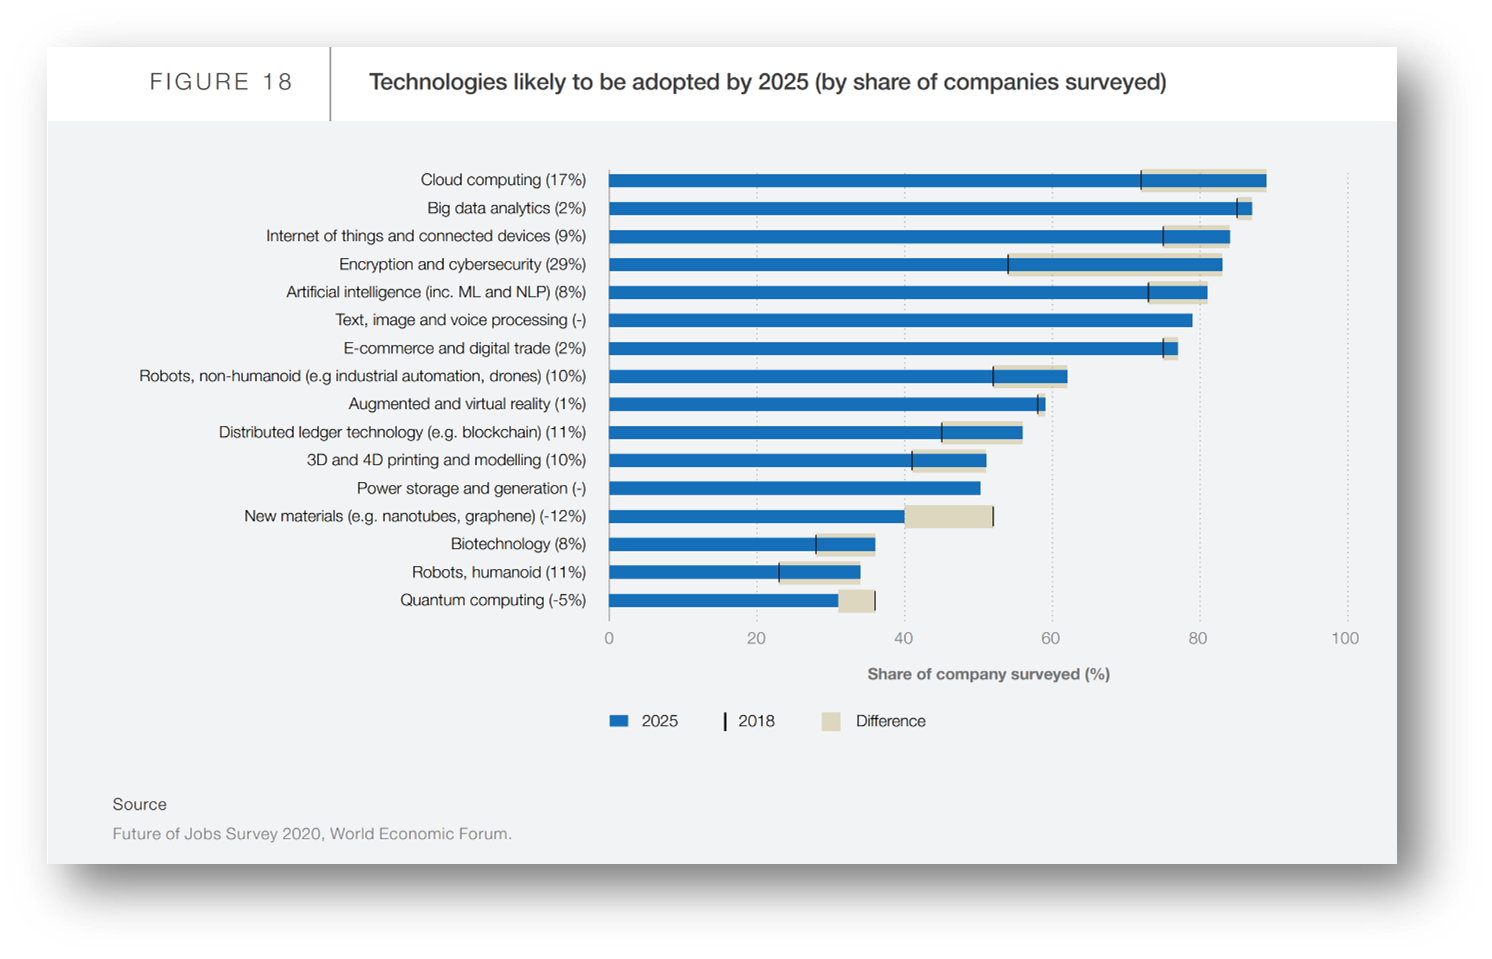 FIGURE 18
Technologies likely to be adopted by 2025 (by share of companies surveyed)
Cloud computing (17%)
Big data analytics (2%)
Internet of things and connected devices (9%)
Encryption and cybersecurity (29%)
Artificial intelligence (inc. ML and NLP) (8%)
Text, image and voice processing (-)
E-commerce and digital trade (2%)
Robots, non-humanoid (e.g industrial automation, drones) (10%)
Augmented and virtual reality (1%)
Distributed ledger technology (e.g. blockchain) (11%)
3D and 4D printing and modelling (10%)
Power storage and generation (-)
New materials (e.g. nanotubes, graphene) (-12%)
Biotechnology (8%)
Robots, humanoid (11%)
Quantum computing (-5%)
0 20 40 60 80 100
Share of company surveyed (%)
2025 2018 Difference
Source
Future of Jobs Survey 2020, World Economic Forum.